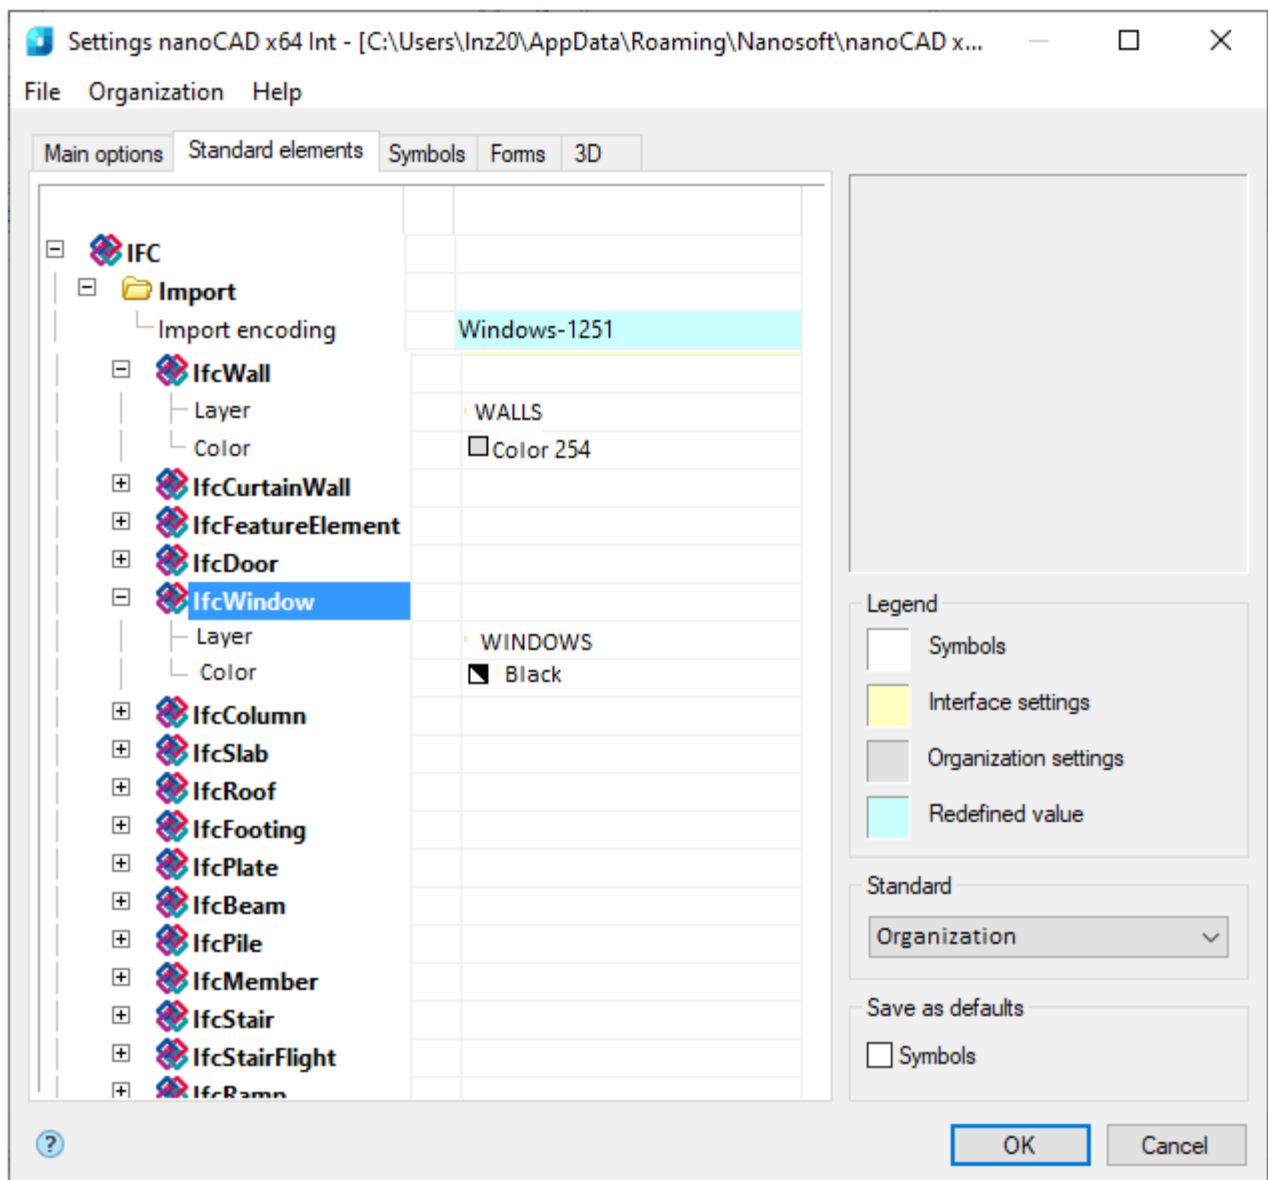 Settings nanoCAD x64 Int - [C:\Users\Inz20\AppData\Roaming\Nanosoft\nanoCAD x...
File Organization Help
Main options Standard elements Symbols Forms 3D
IFC
Import
Import encoding Windows-1251
IfcWall
Layer WALLS
Color Color 254
IfcCurtainWall
IfcFeatureElement
IfcDoor
IfcWindow
Layer WINDOWS
Color Black
IfcColumn
IfcSlab
IfcRoof
IfcFooting
IfcPlate
IfcBeam
IfcPile
IfcMember
IfcStair
IfcStairFlight
IfcRamp
Legend
Symbols
Interface settings
Organization settings
Redefined value
Standard
Organization
Save as defaults
Symbols
? OK Cancel